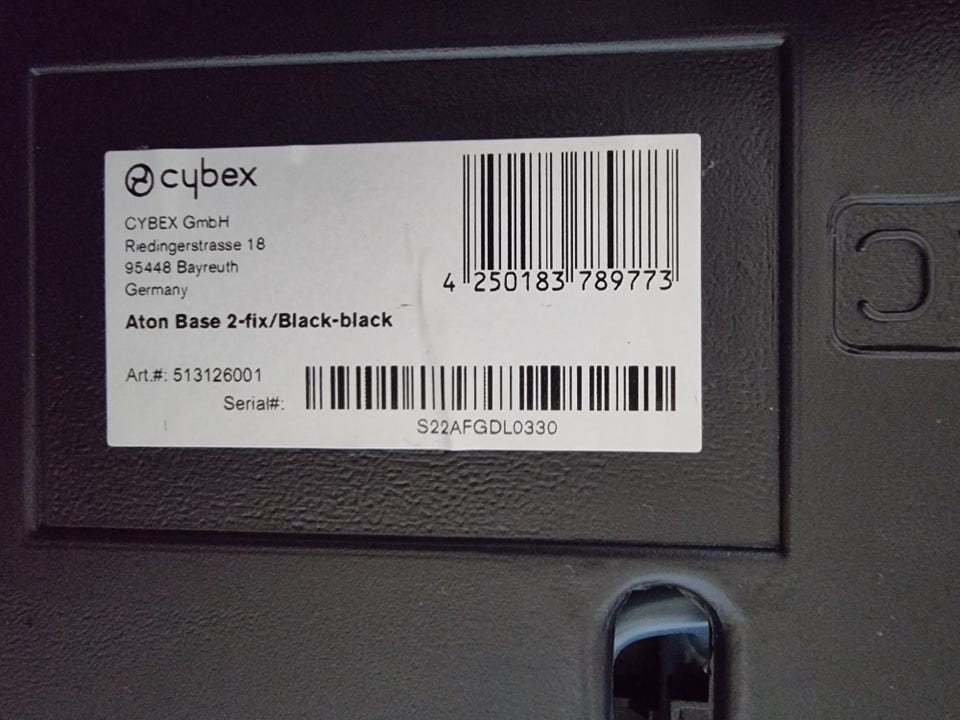 cybex
CYBEX GmbH
Riedingerstrasse 18
95448 Bayreuth
Germany
4 250183 789773
Aton Base 2-fix/Black-black
Art.#: 513126001
Serial#:
S22AFGDL0330